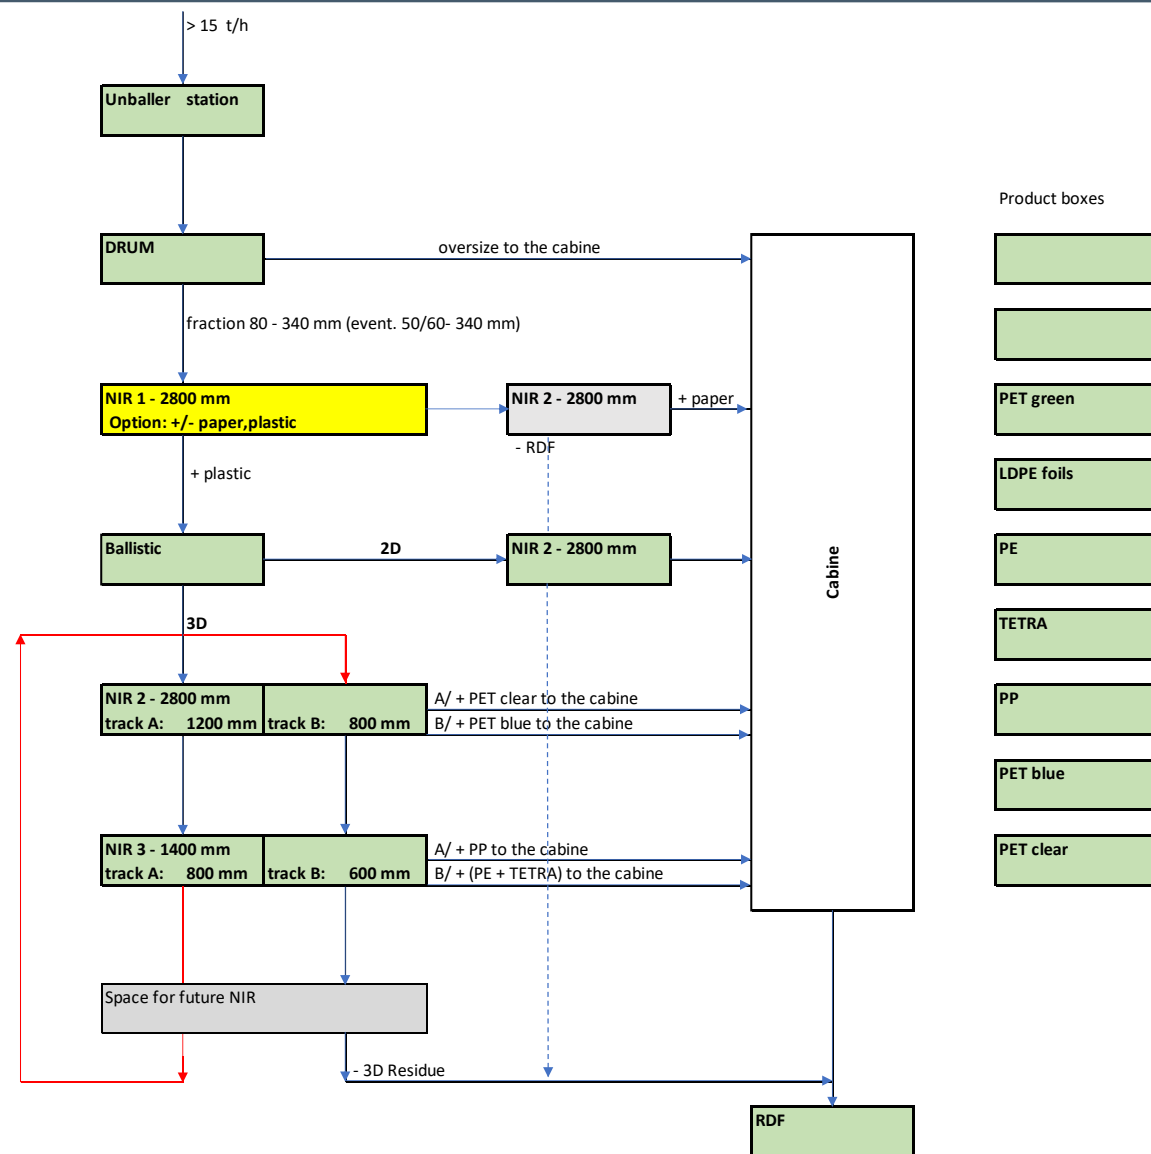 > 15 t/h
Unballer station
Product boxes
DRUM
oversize to the cabine
fraction 80 - 340 mm (event. 50/60- 340 mm)
NIR 1 - 2800 mm
Option: +/- paper,plastic
NIR 2 - 2800 mm
+ paper
- RDF
PET green
+ plastic
LDPE foils
Ballistic
2D
NIR 2 - 2800 mm
Cabine
PE
3D
TETRA
NIR 2 - 2800 mm
track A: 1200 mm
track B: 800 mm
A/ + PET clear to the cabine
B/ + PET blue to the cabine
PP
PET blue
NIR 3 - 1400 mm
track A: 800 mm
track B: 600 mm
A/ + PP to the cabine
B/ + (PE + TETRA) to the cabine
PET clear
Space for future NIR
- 3D Residue
RDF